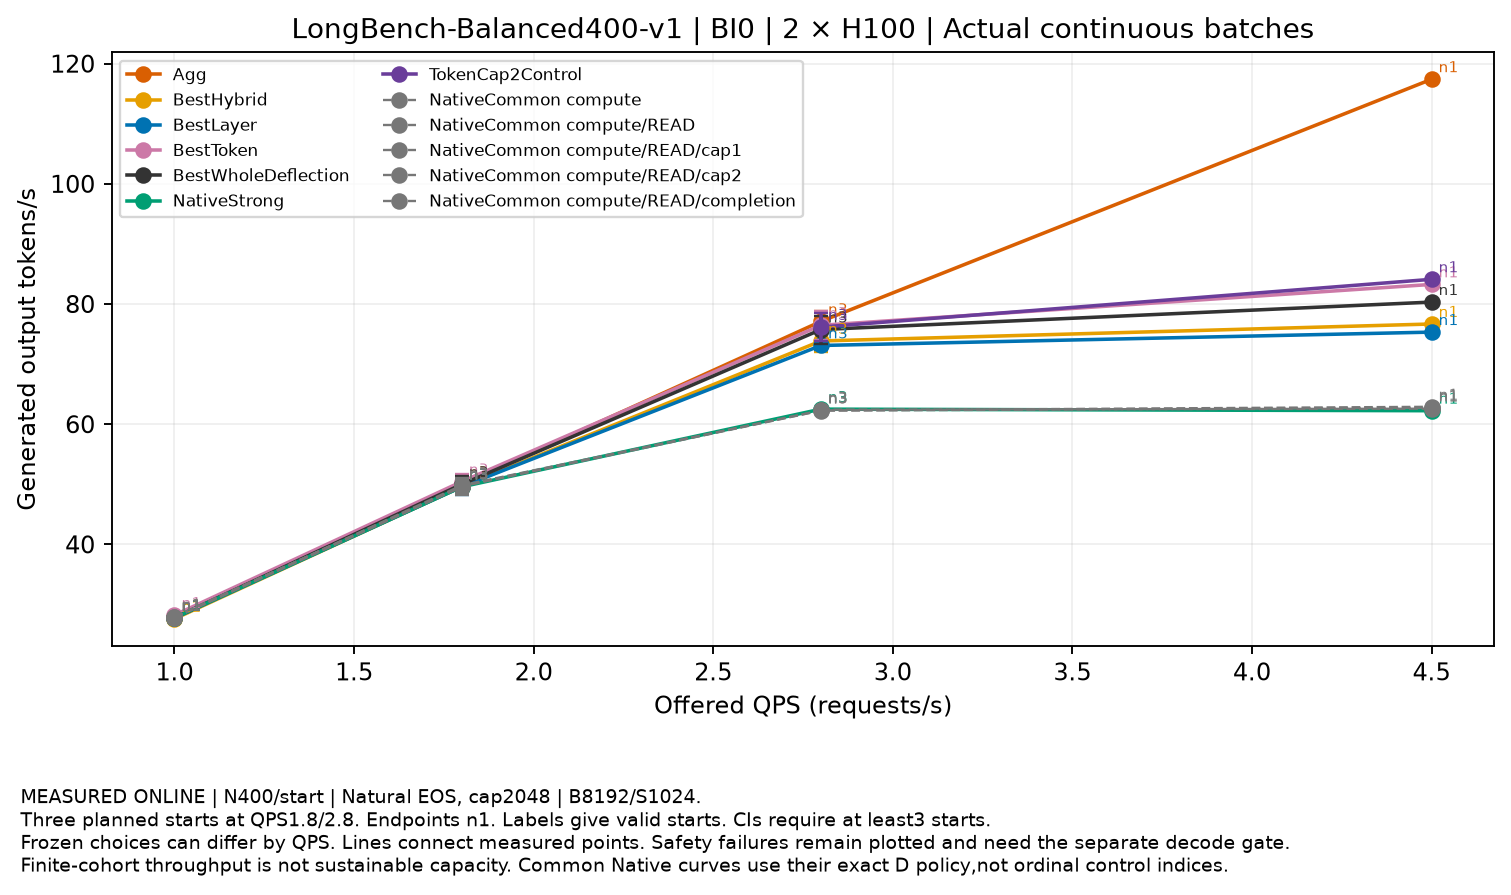 LongBench-Balanced400-v1 | BI0 | 2 × H100 | Actual continuous batches
Generated output tokens/s
120
100
80
60
40
Agg
BestHybrid
BestLayer
BestToken
BestWholeDeflection
NativeStrong
TokenCap2Control
NativeCommon compute
NativeCommon compute/READ
NativeCommon compute/READ/cap1
NativeCommon compute/READ/cap2
NativeCommon compute/READ/completion
n1
n1
n1
n1
n1
n3
n3
n3
n1
1.0
1.5
2.0
2.5
3.0
3.5
4.0
4.5
Offered QPS (requests/s)
MEASURED ONLINE | N400/start | Natural EOS, cap2048 | B8192/S1024.
Three planned starts at QPS1.8/2.8. Endpoints n1. Labels give valid starts. CIs require at least3 starts.
Frozen choices can differ by QPS. Lines connect measured points. Safety failures remain plotted and need the separate decode gate.
Finite-cohort throughput is not sustainable capacity. Common Native curves use their exact D policy,not ordinal control indices.